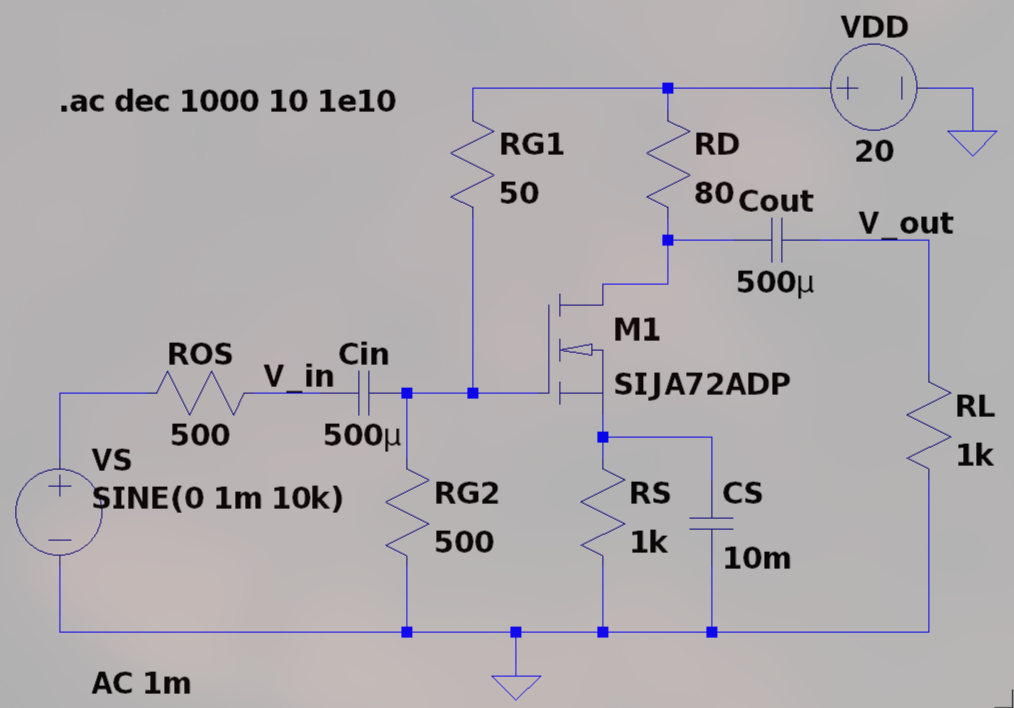 VDD
.ac dec 1000 10 1e10
RG1
RD
20
50
80
Cout
V_out
500µ
M1
ROS
V_in
Cin
SIJA72ADP
RL
500
500µ
1k
VS
SINE(0 1m 10k)
RG2
RS
CS
500
1k
10m
AC 1m